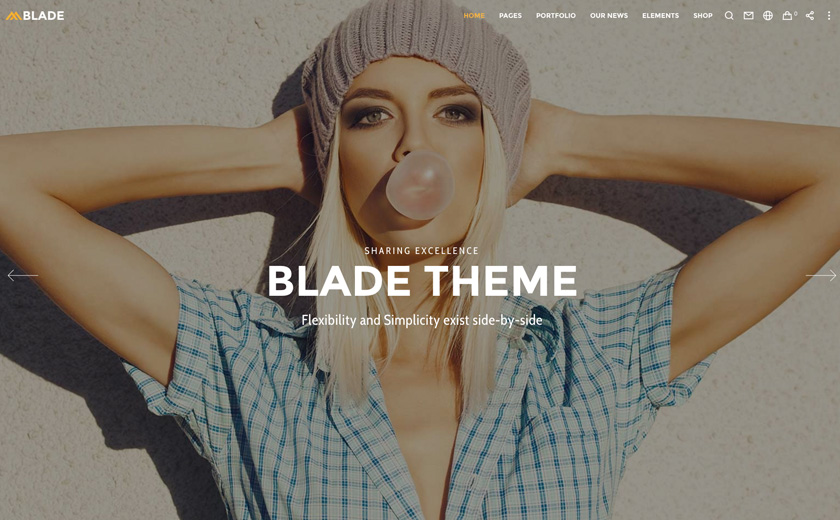 BLADE
HOME PAGES PORTFOLIO OUR NEWS ELEMENTS SHOP 0
SHARING EXCELLENCE
BLADE THEME
Flexibility and Simplicity exist side-by-side